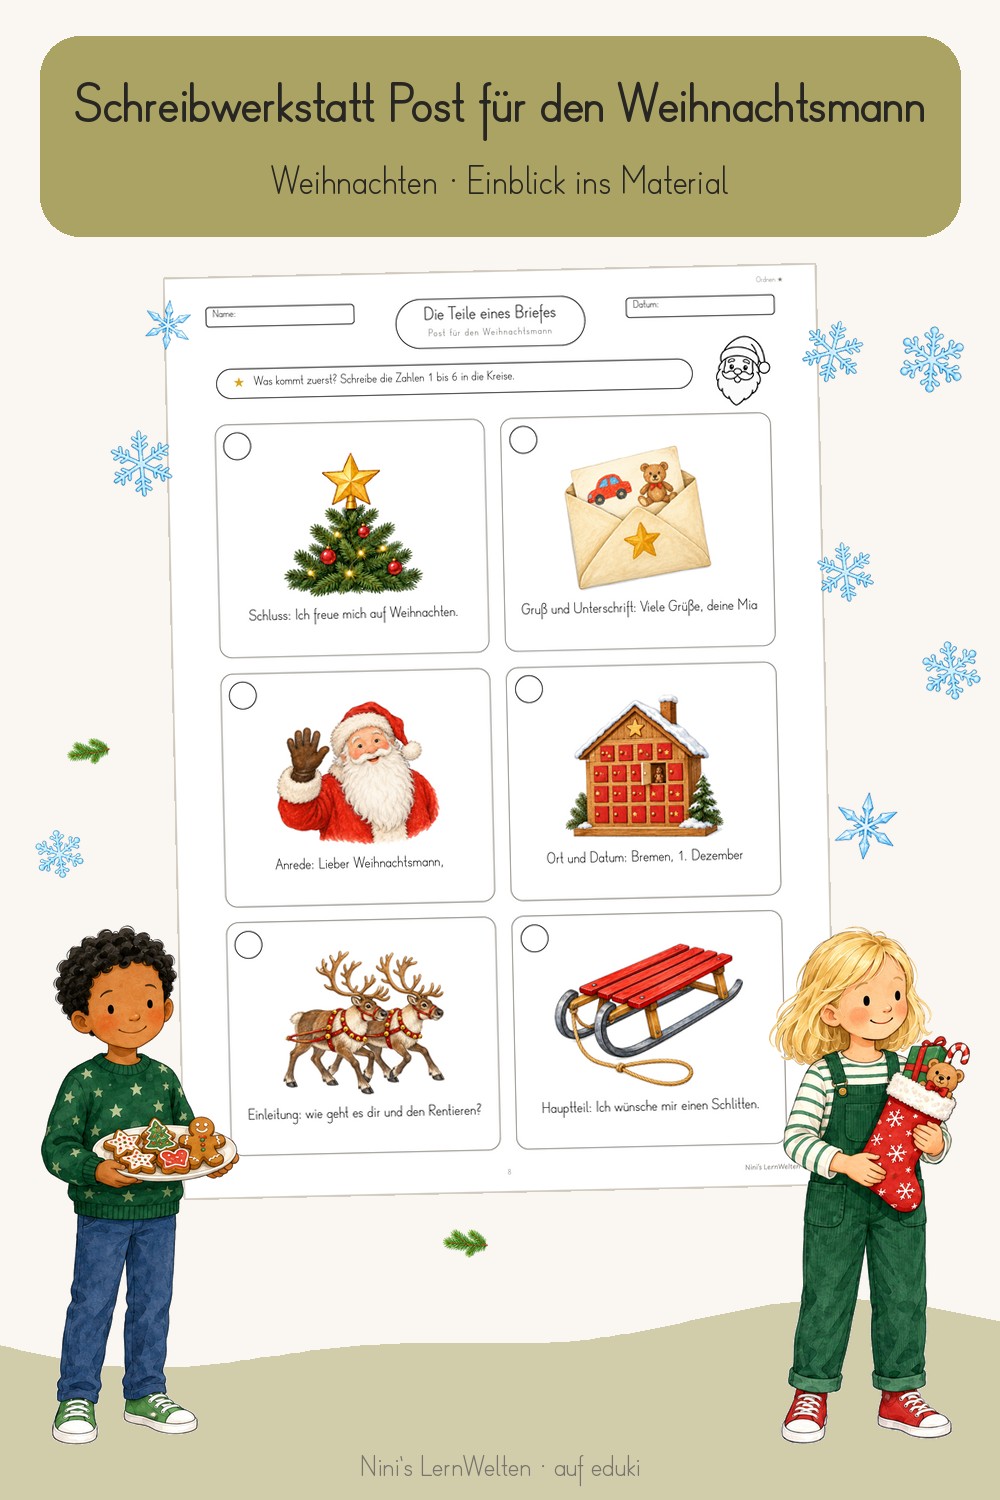 Schreibwerkstatt Post für den Weihnachtsmann
Weihnachten · Einblick ins Material
Ordnen ★
Name:
Die Teile eines Briefes
Post für den Weihnachtsmann
Datum:
★ Was kommt zuerst? Schreibe die Zahlen 1 bis 6 in die Kreise.
Schluss: Ich freue mich auf Weihnachten.
Gruß und Unterschrift: Viele Grüße, deine Mia
Anrede: Lieber Weihnachtsmann,
Ort und Datum: Bremen, 1. Dezember
Einleitung: wie geht es dir und den Rentieren?
Hauptteil: Ich wünsche mir einen Schlitten.
Nini's LernWelten
Nini's LernWelten · auf eduki